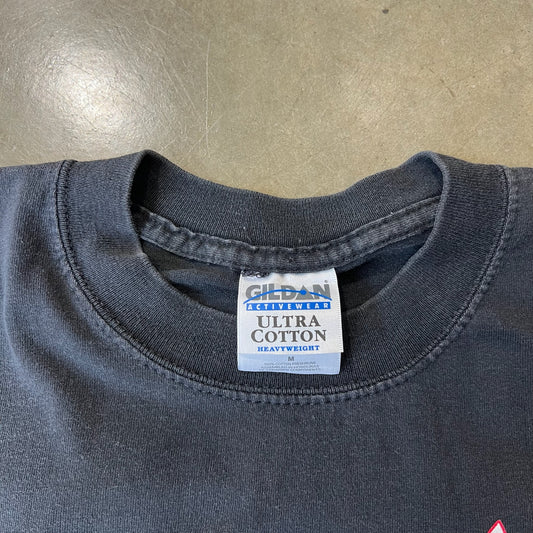 GILDAN®
ACTIVEWEAR
ULTRA
COTTON
HEAVYWEIGHT
M